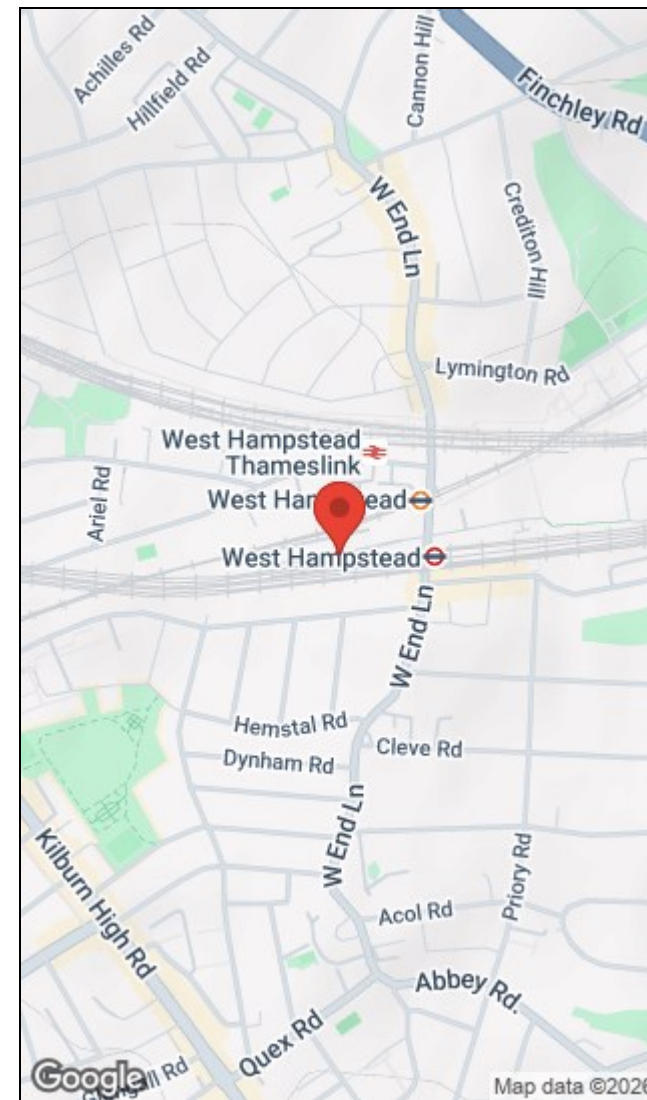 Achilles Rd
Hillfield Rd
Cannon Hill
Finchley Rd
W End Ln
Crediton Hill
Lymington Rd
West Hampstead
Thameslink
Ariel Rd
West Hampstead
West Hampstead
W End Ln
Hemstal Rd
Dynham Rd
Cleve Rd
W End Ln
Kilburn High Rd
Priory Rd
Acol Rd
Abbey Rd.
Quex Rd
Rd
Google
Map data ©2026